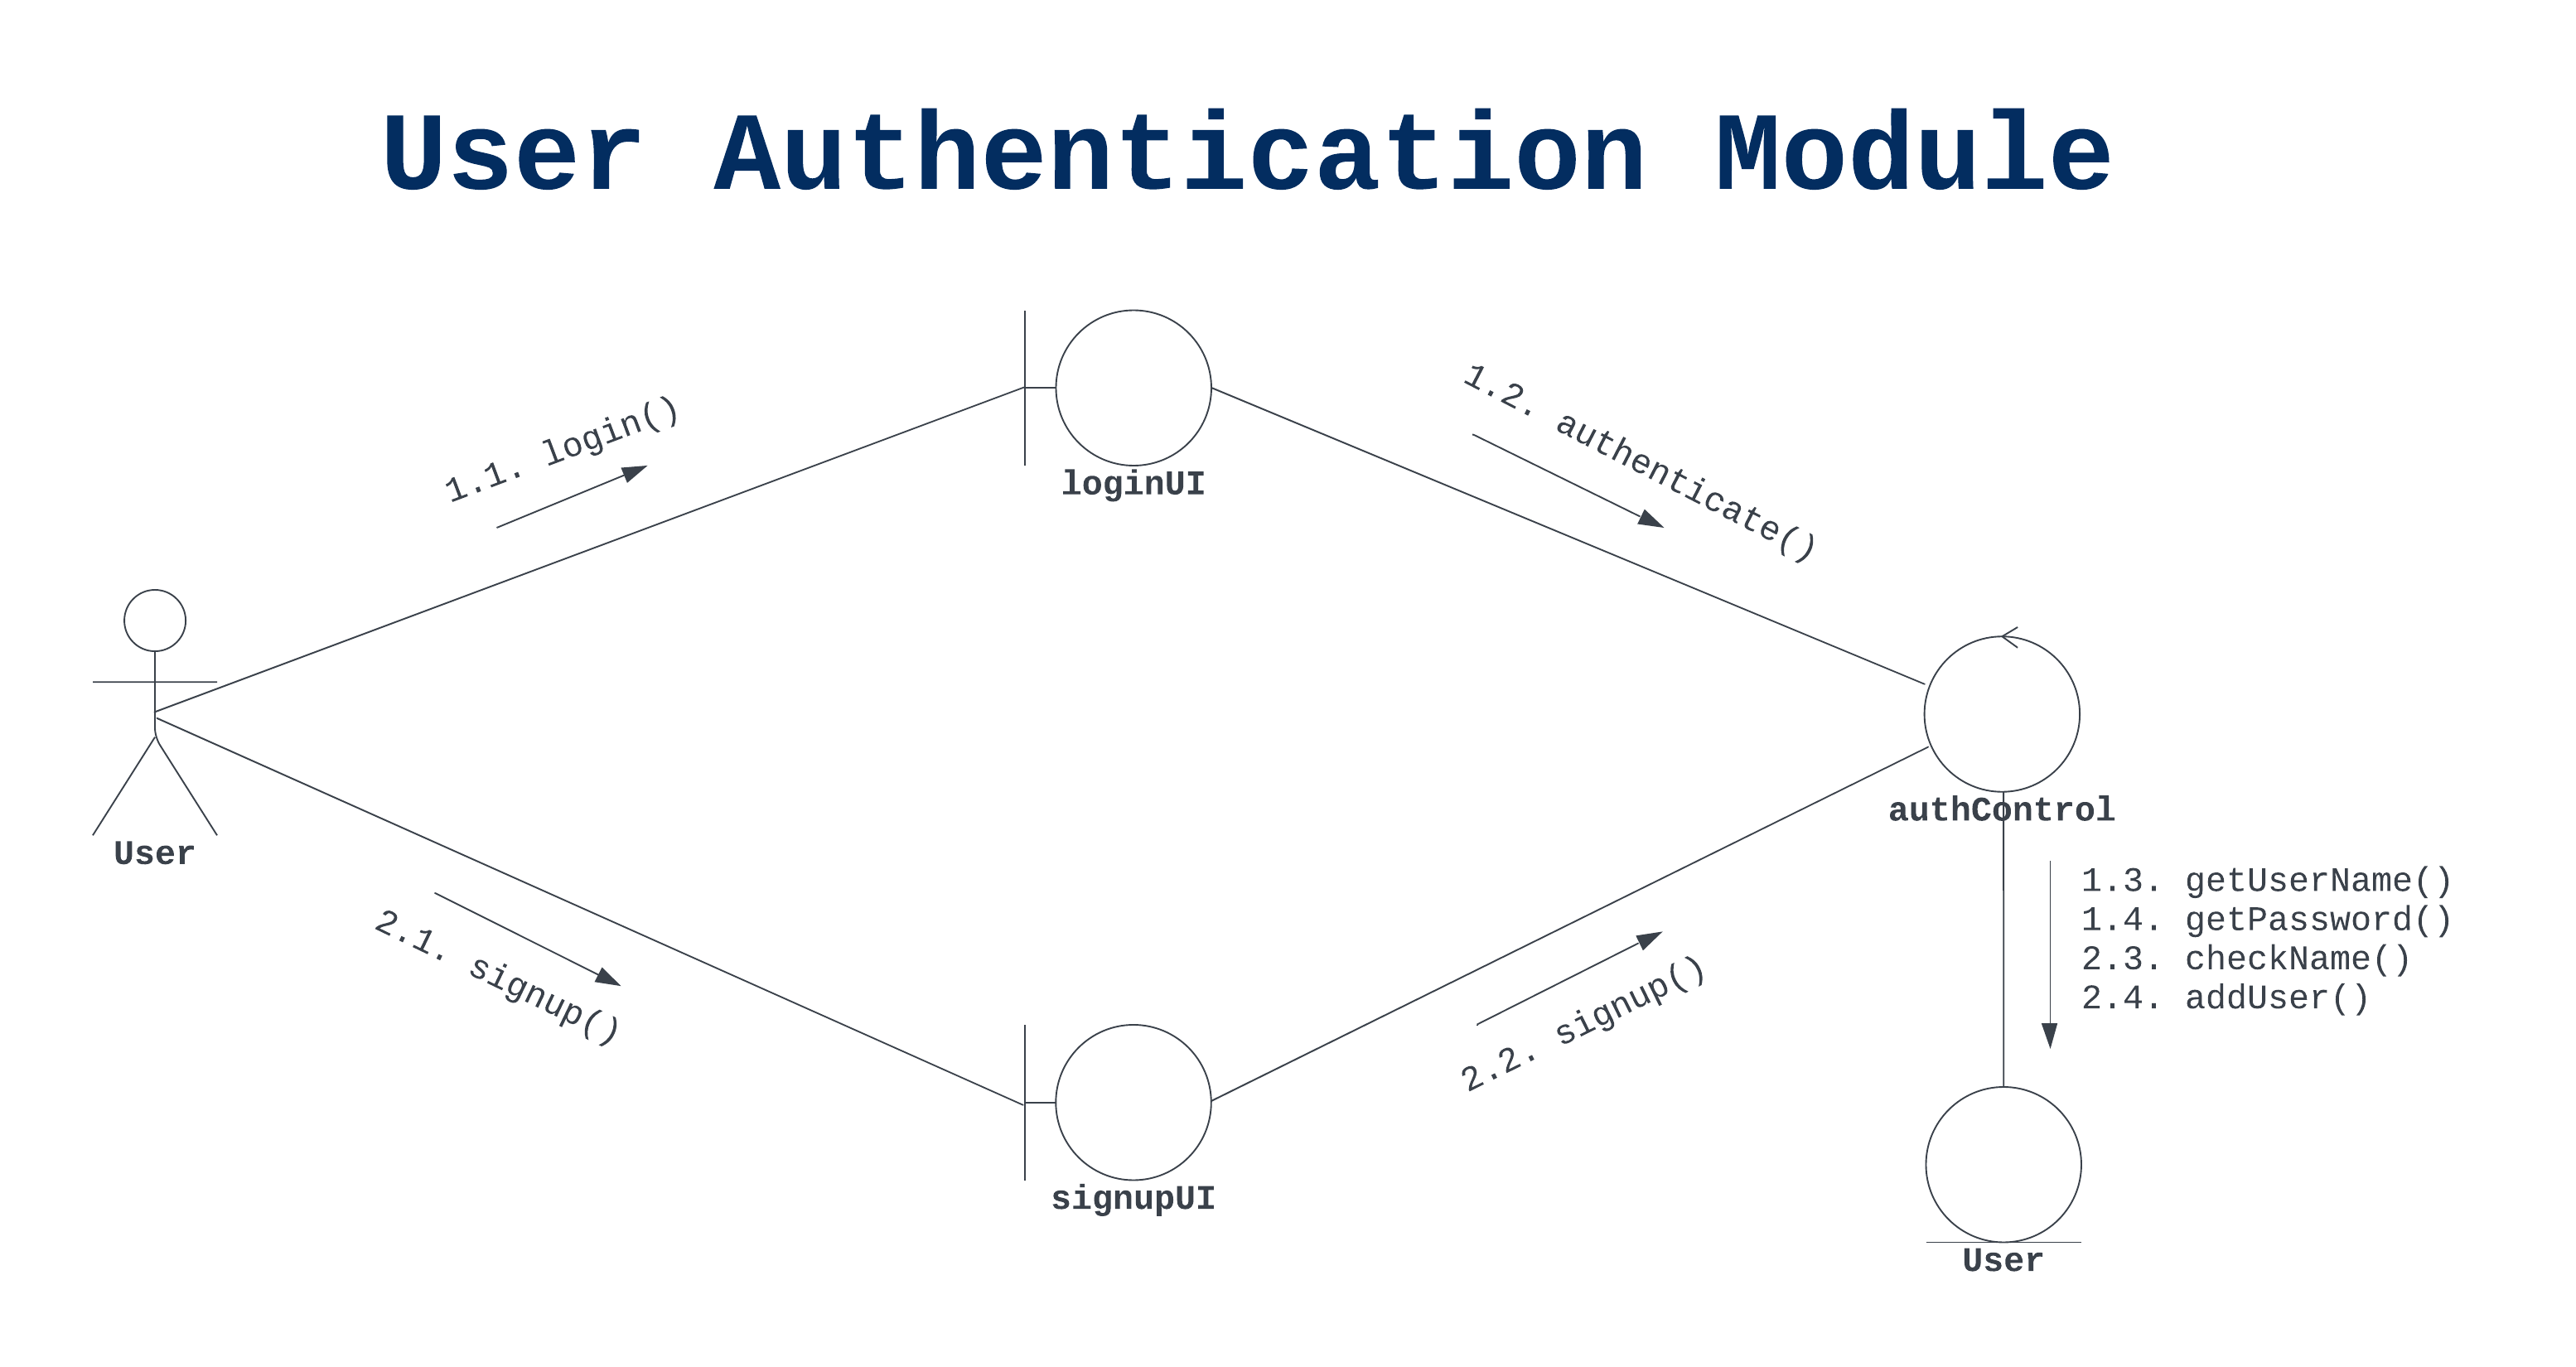 User Authentication Module
1.1. login()
loginUI
1.2. authenticate()
User
authControl
2.1. signup()
signupUI
2.2. signup()
1.3. getUserName()
1.4. getPassword()
2.3. checkName()
2.4. addUser()
User